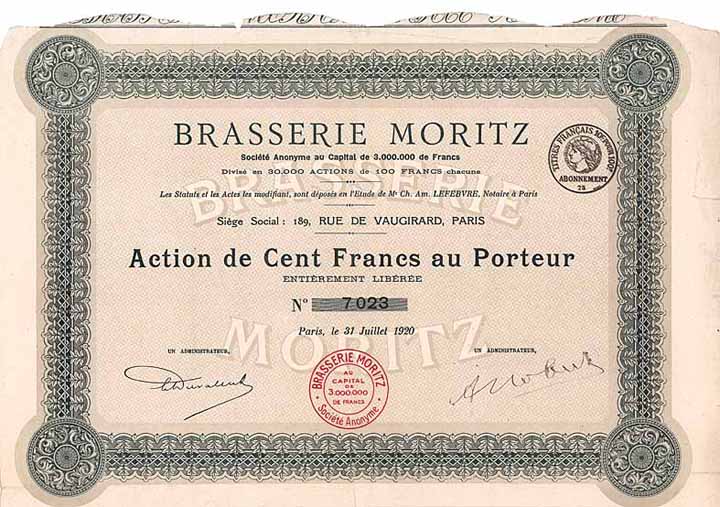 BRASSERIE MORITZ
Société Anonyme au Capital de 3.000.000 de Francs
Divisé en 30.000 ACTIONS de 100 FRANCS chacune
Les Statuts et les Actes les modifiant, sont déposés en l'Etude de Me Ch. Am. LEFEBVRE, Notaire à Paris
Siège Social : 189, RUE DE VAUGIRARD, PARIS
Action de Cent Francs au Porteur
ENTIÈREMENT LIBÉRÉE
No 7023
Paris, le 31 Juillet 1920
UN ADMINISTRATEUR,
UN ADMINISTRATEUR,
BRASSERIE MORITZ
AU
CAPITAL
DE
3.000.000
DE FRANCS
Société Anonyme
TITRES FRANÇAIS
ABONNEMENT
BRASSERIE
MORITZ